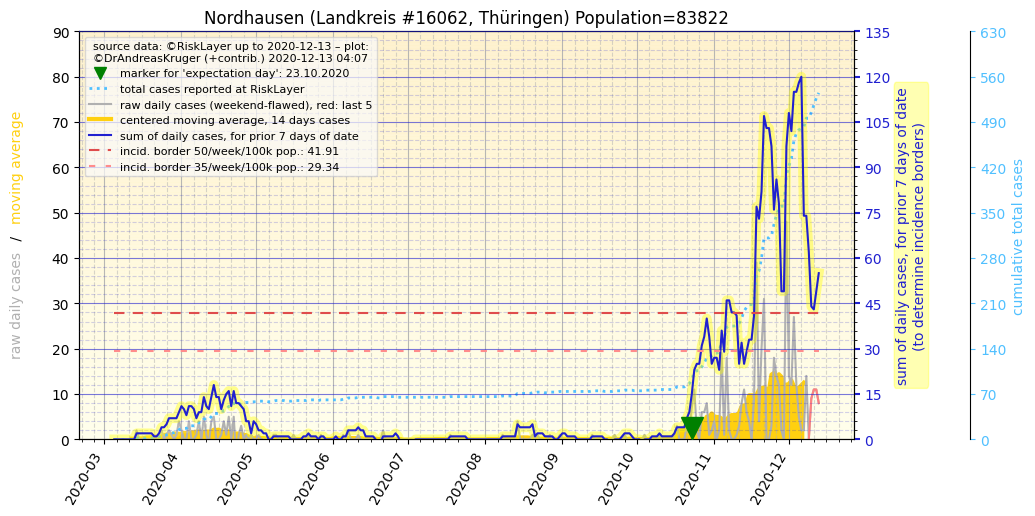 Nordhausen (Landkreis #16062, Thüringen) Population=83822
source data: ©RiskLayer up to 2020-12-13 – plot:
©DrAndreasKruger (+contrib.) 2020-12-13 04:07
marker for 'expectation day': 23.10.2020
total cases reported at RiskLayer
raw daily cases (weekend-flawed), red: last 5
centered moving average, 14 days cases
sum of daily cases, for prior 7 days of date
incid. border 50/week/100k pop.: 41.91
incid. border 35/week/100k pop.: 29.34
raw daily cases / moving average
90
80
70
60
50
40
30
20
10
0
135
120
105
90
75
60
45
30
15
0
sum of daily cases, for prior 7 days of date
(to determine incidence borders)
630
560
490
420
350
280
210
140
70
0
cumulative total cases
2020-03
2020-04
2020-05
2020-06
2020-07
2020-08
2020-09
2020-10
2020-11
2020-12